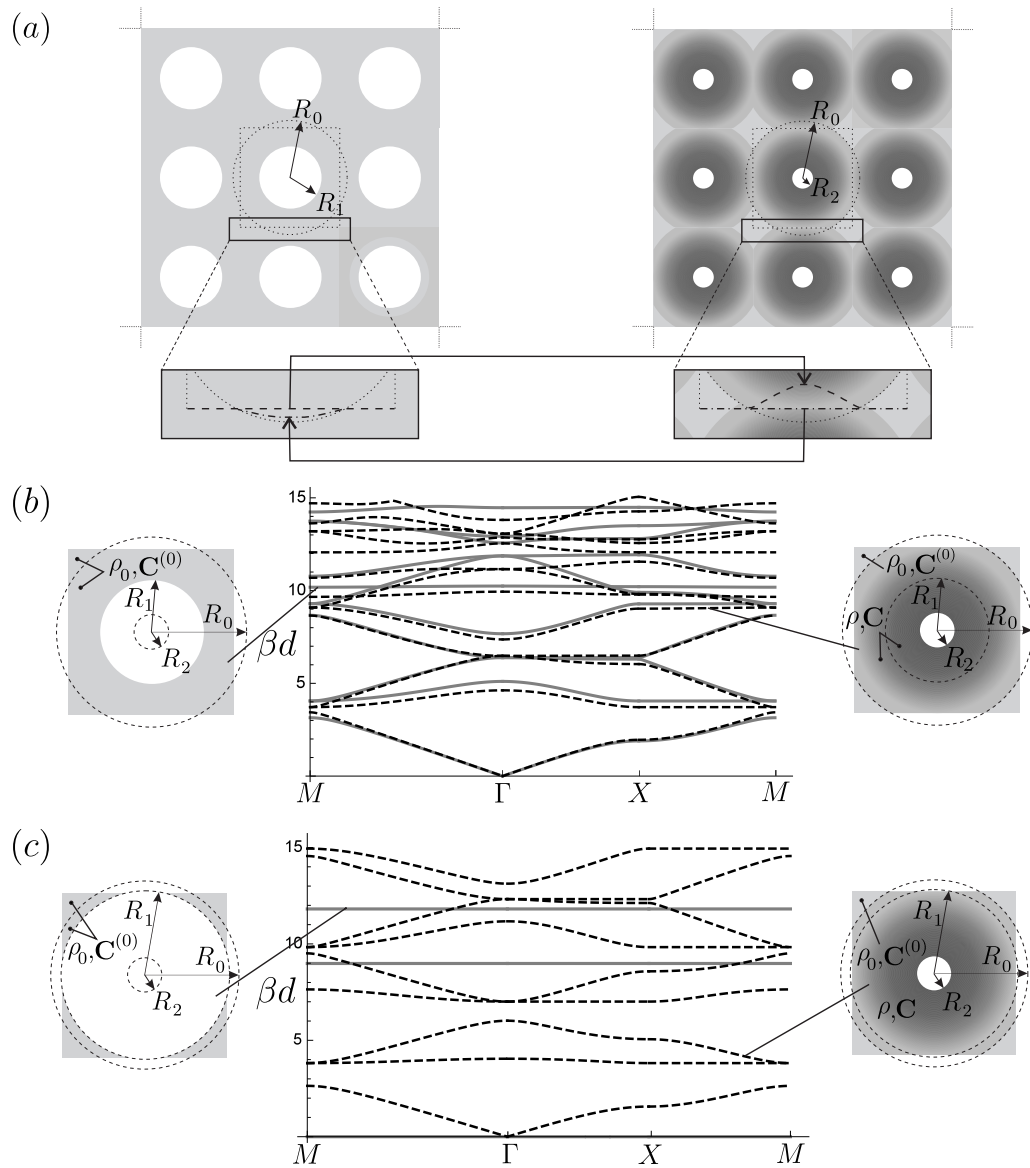 (a)
R₀
R₁
R₀
R₂
(b)
ρ₀,C⁽⁰⁾
R₁
R₀
R₂
βd
15
10
5
M Γ X M
ρ₀,C⁽⁰⁾
R₁
R₀
ρ,C
R₂
(c)
R₁
ρ₀,C⁽⁰⁾
R₀
R₂
βd
15
10
5
M Γ X M
R₁
ρ₀,C⁽⁰⁾
R₀
R₂
ρ,C